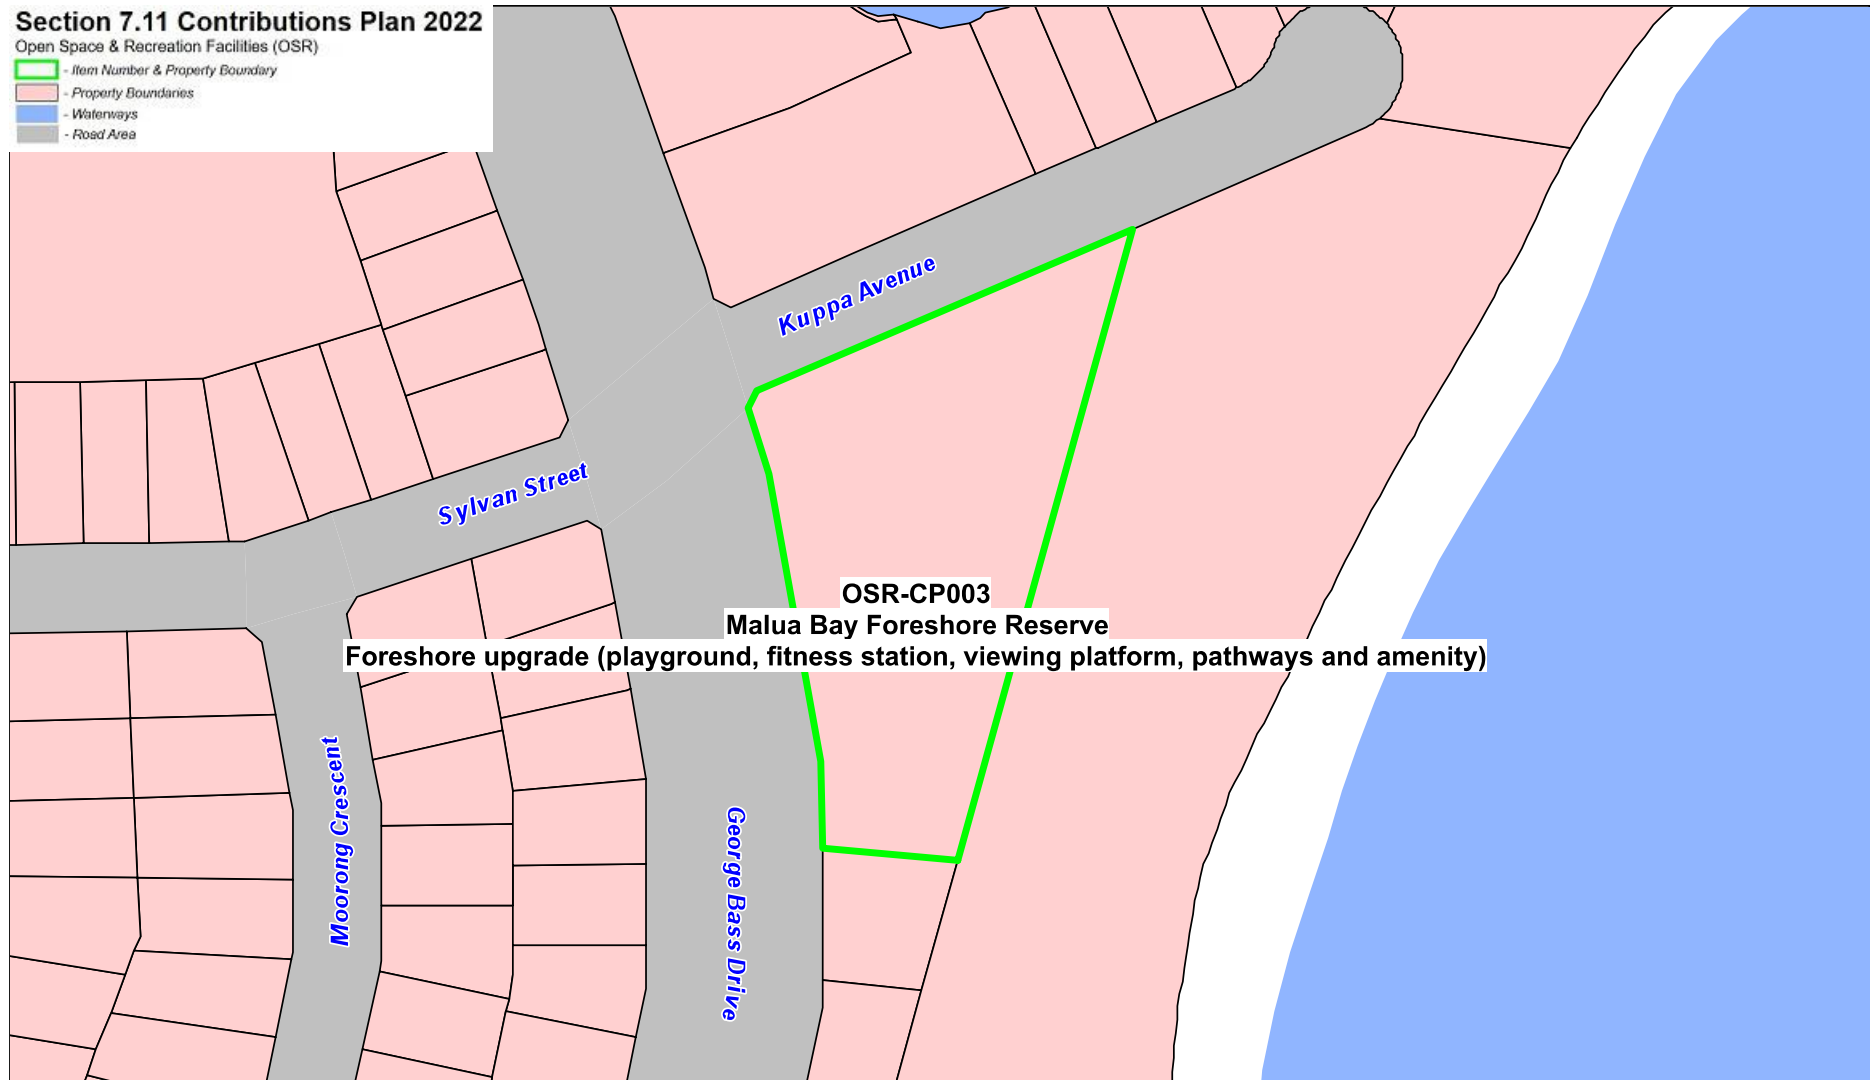 Section 7.11 Contributions Plan 2022
Open Space & Recreation Facilities (OSR)
- Item Number & Property Boundary
- Property Boundaries
- Waterways
- Road Area
Kuppa Avenue
Sylvan Street
OSR-CP003
Malua Bay Foreshore Reserve
Foreshore upgrade (playground, fitness station, viewing platform, pathways and amenity)
Moorong Crescent
George Bass Drive